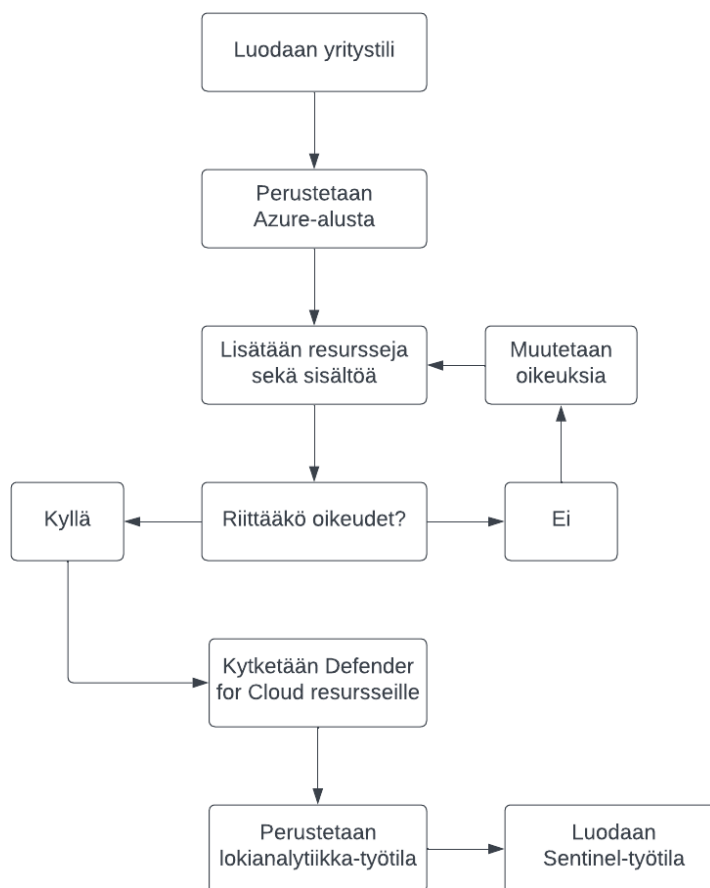 Luodaan yritystili
Perustetaan
Azure-alusta
Lisätään resursseja
sekä sisältöä
Muutetaan
oikeuksia
Kyllä
Riittääkö oikeudet?
Ei
Kytketään Defender
for Cloud resursseille
Perustetaan
lokianalytiikka-työtila
Luodaan
Sentinel-työtila